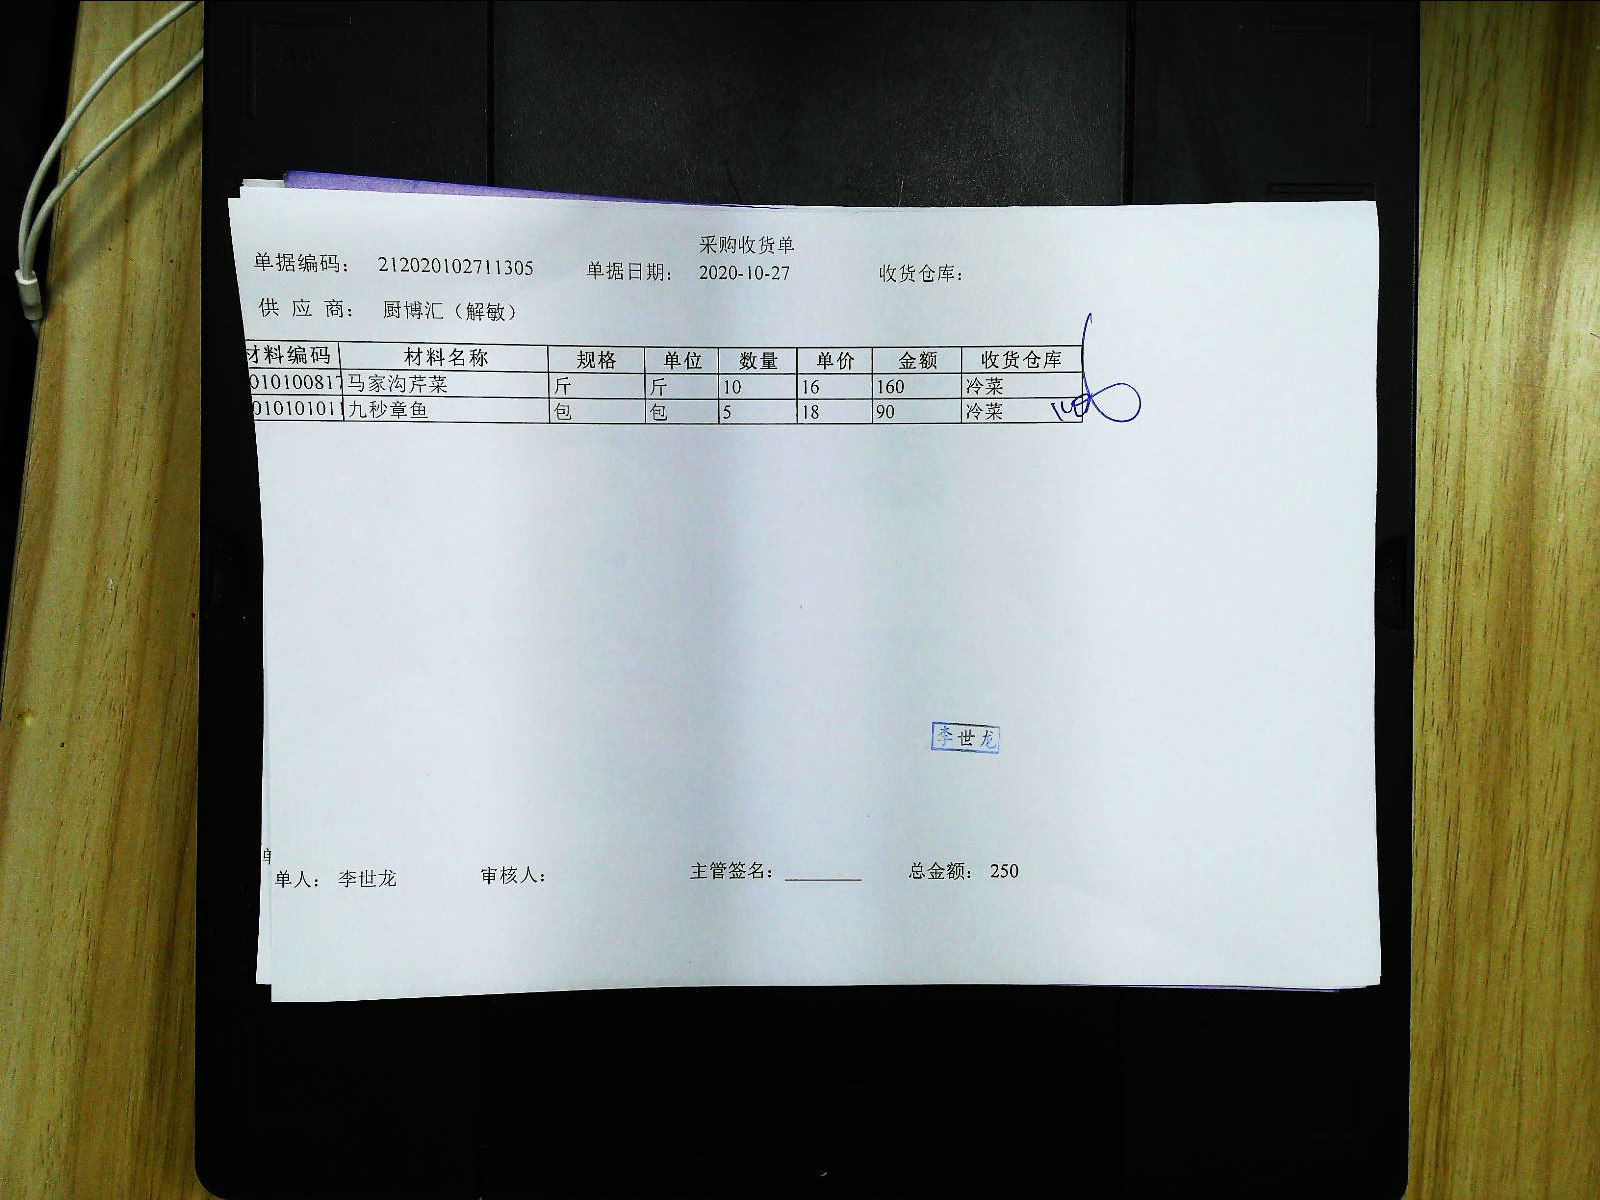 采购收货单
单据编码： 212020102711305 单据日期： 2020-10-27 收货仓库：
供 应 商： 厨博汇（解敏）
材料编码 材料名称 规格 单位 数量 单价 金额 收货仓库
010100817 马家沟芹菜 斤 斤 10 16 160 冷菜
010101011 九秒章鱼 包 包 5 18 90 冷菜
李世龙
单人： 李世龙 审核人： 主管签名： 总金额： 250